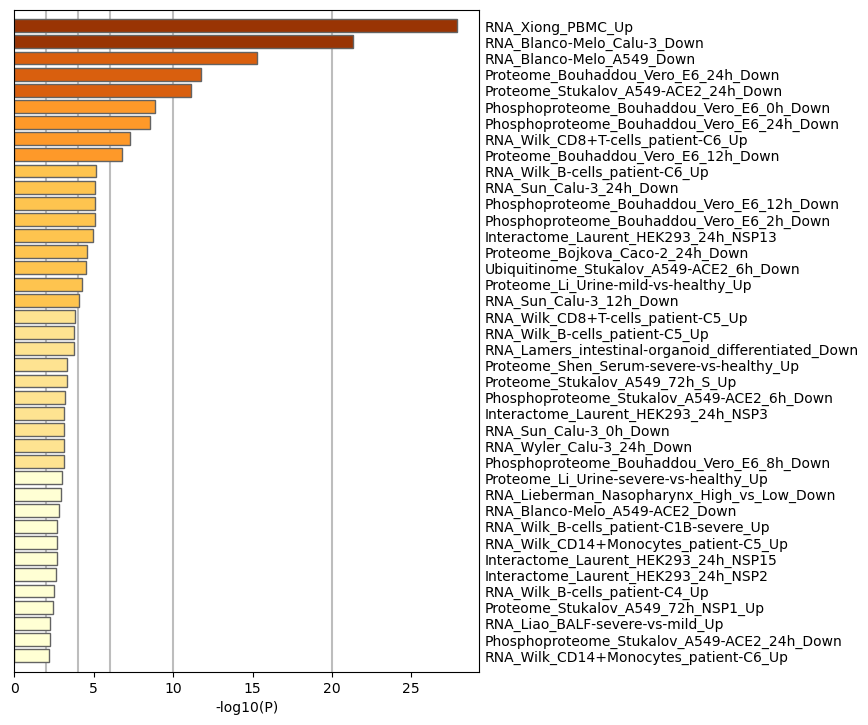 RNA_Xiong_PBMC_Up
RNA_Blanco-Melo_Calu-3_Down
RNA_Blanco-Melo_A549_Down
Proteome_Bouhaddou_Vero_E6_24h_Down
Proteome_Stukalov_A549-ACE2_24h_Down
Phosphoproteome_Bouhaddou_Vero_E6_0h_Down
Phosphoproteome_Bouhaddou_Vero_E6_24h_Down
RNA_Wilk_CD8+T-cells_patient-C6_Up
Proteome_Bouhaddou_Vero_E6_12h_Down
RNA_Wilk_B-cells_patient-C6_Up
RNA_Sun_Calu-3_24h_Down
Phosphoproteome_Bouhaddou_Vero_E6_12h_Down
Phosphoproteome_Bouhaddou_Vero_E6_2h_Down
Interactome_Laurent_HEK293_24h_NSP13
Proteome_Bojkova_Caco-2_24h_Down
Ubiquitinome_Stukalov_A549-ACE2_6h_Down
Proteome_Li_Urine-mild-vs-healthy_Up
RNA_Sun_Calu-3_12h_Down
RNA_Wilk_CD8+T-cells_patient-C5_Up
RNA_Wilk_B-cells_patient-C5_Up
RNA_Lamers_intestinal-organoid_differentiated_Down
Proteome_Shen_Serum-severe-vs-healthy_Up
Proteome_Stukalov_A549_72h_S_Up
Phosphoproteome_Stukalov_A549-ACE2_6h_Down
Interactome_Laurent_HEK293_24h_NSP3
RNA_Sun_Calu-3_0h_Down
RNA_Wyler_Calu-3_24h_Down
Phosphoproteome_Bouhaddou_Vero_E6_8h_Down
Proteome_Li_Urine-severe-vs-healthy_Up
RNA_Lieberman_Nasopharynx_High_vs_Low_Down
RNA_Blanco-Melo_A549-ACE2_Down
RNA_Wilk_B-cells_patient-C1B-severe_Up
RNA_Wilk_CD14+Monocytes_patient-C5_Up
Interactome_Laurent_HEK293_24h_NSP15
Interactome_Laurent_HEK293_24h_NSP2
RNA_Wilk_B-cells_patient-C4_Up
Proteome_Stukalov_A549_72h_NSP1_Up
RNA_Liao_BALF-severe-vs-mild_Up
Phosphoproteome_Stukalov_A549-ACE2_24h_Down
RNA_Wilk_CD14+Monocytes_patient-C6_Up
0 5 10 15 20 25
-log10(P)